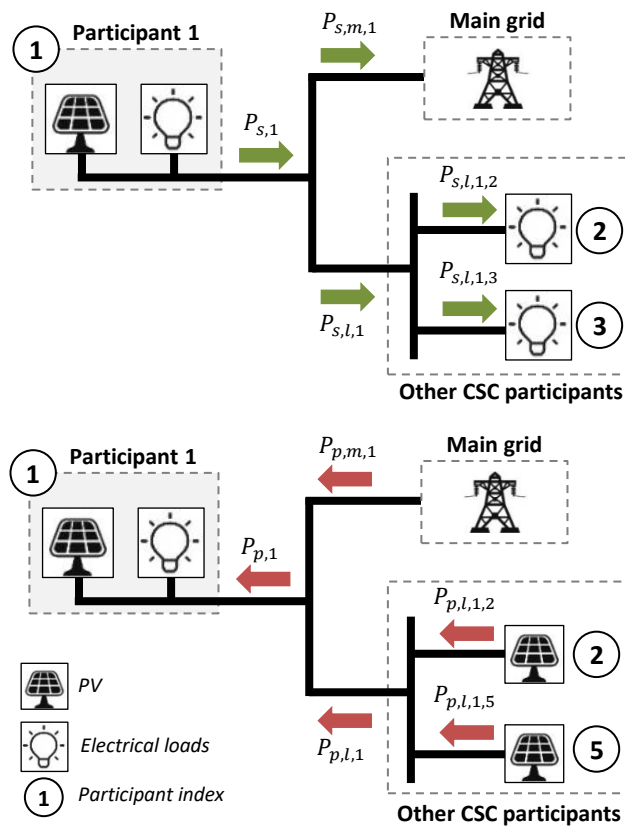 Participant 1
1
P_{s,m,1}
Main grid
P_{s,1}
P_{s,l,1,2}
2
P_{s,l,1,3}
3
P_{s,l,1}
Other CSC participants
Participant 1
1
P_{p,m,1}
Main grid
P_{p,1}
P_{p,l,1,2}
2
P_{p,l,1,5}
5
P_{p,l,1}
Other CSC participants
PV
Electrical loads
1 Participant index